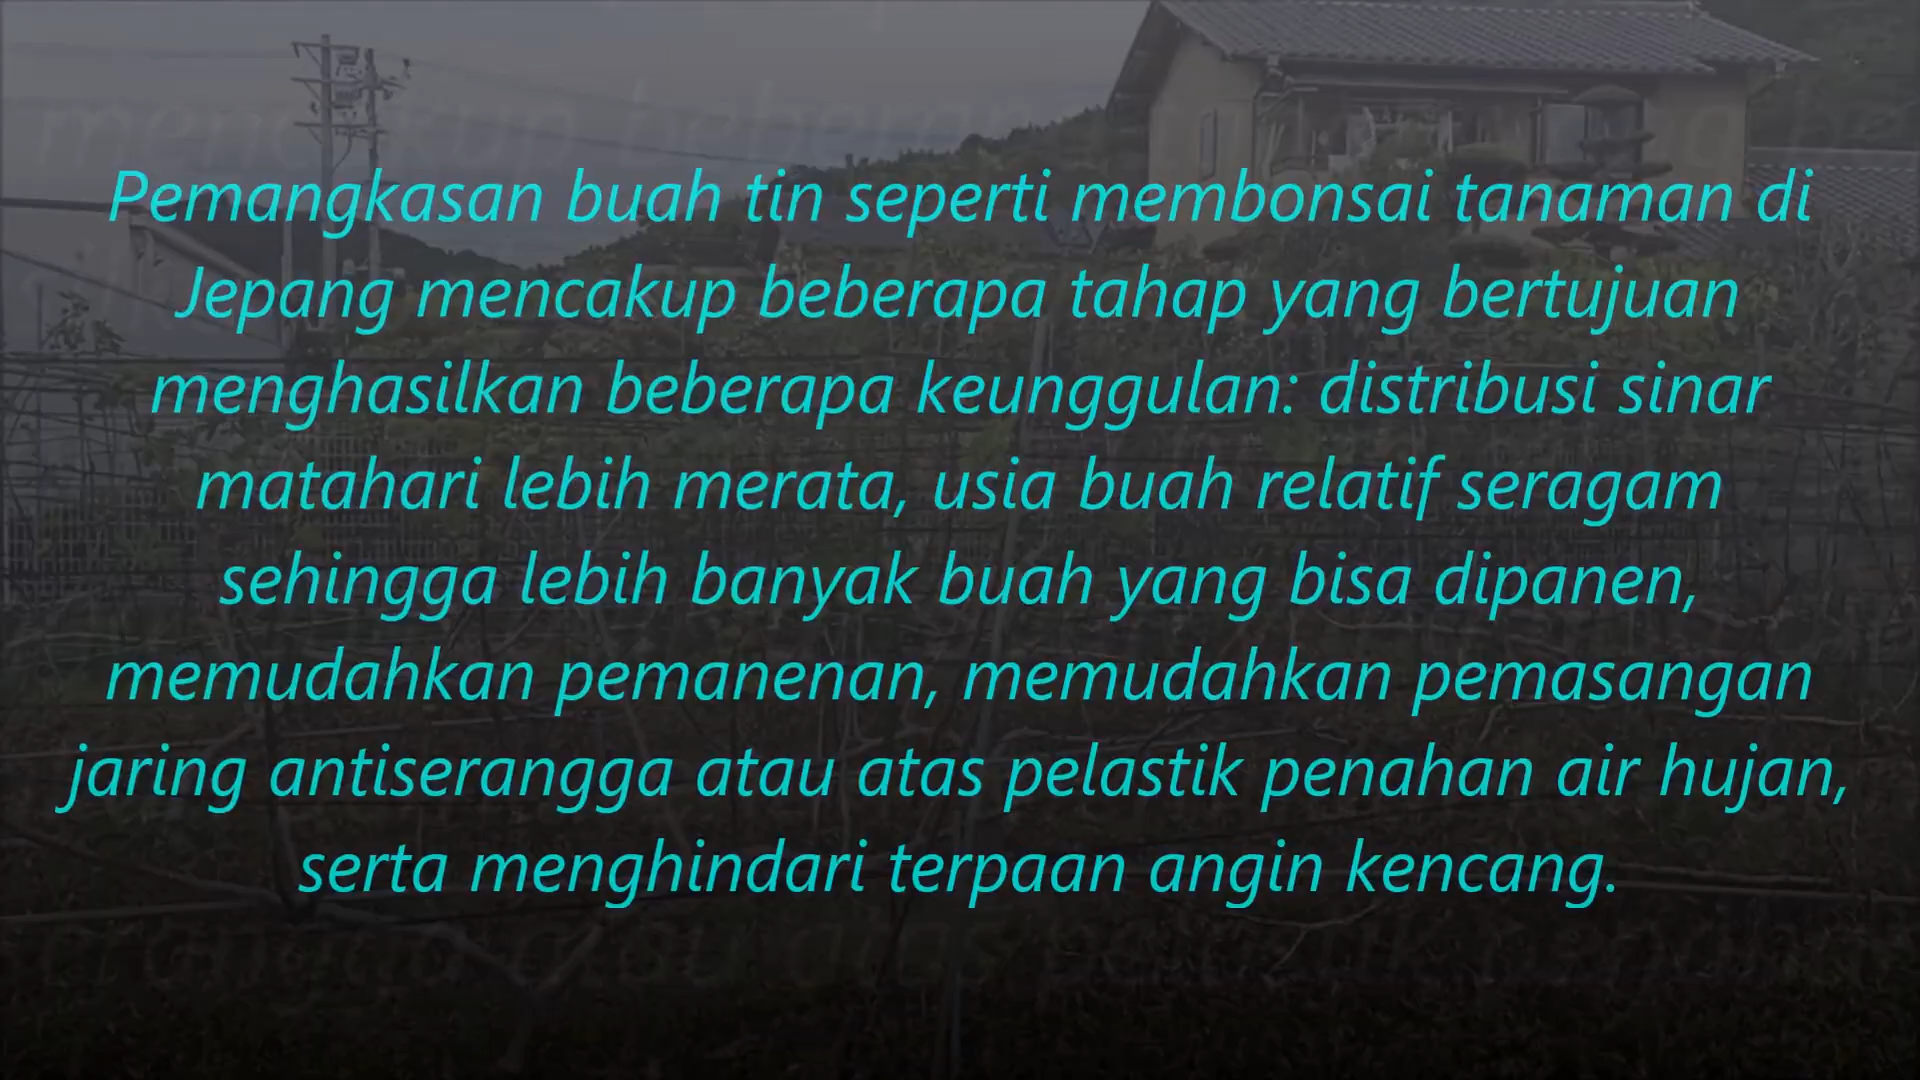 Pemangkasan buah tin seperti membonsai tanaman di
Jepang mencakup beberapa tahap yang bertujuan
menghasilkan beberapa keunggulan: distribusi sinar
matahari lebih merata, usia buah relatif seragam
sehingga lebih banyak buah yang bisa dipanen,
memudahkan pemanenan, memudahkan pemasangan
jaring antiserangga atau atas pelastik penahan air hujan,
serta menghindari terpaan angin kencang.